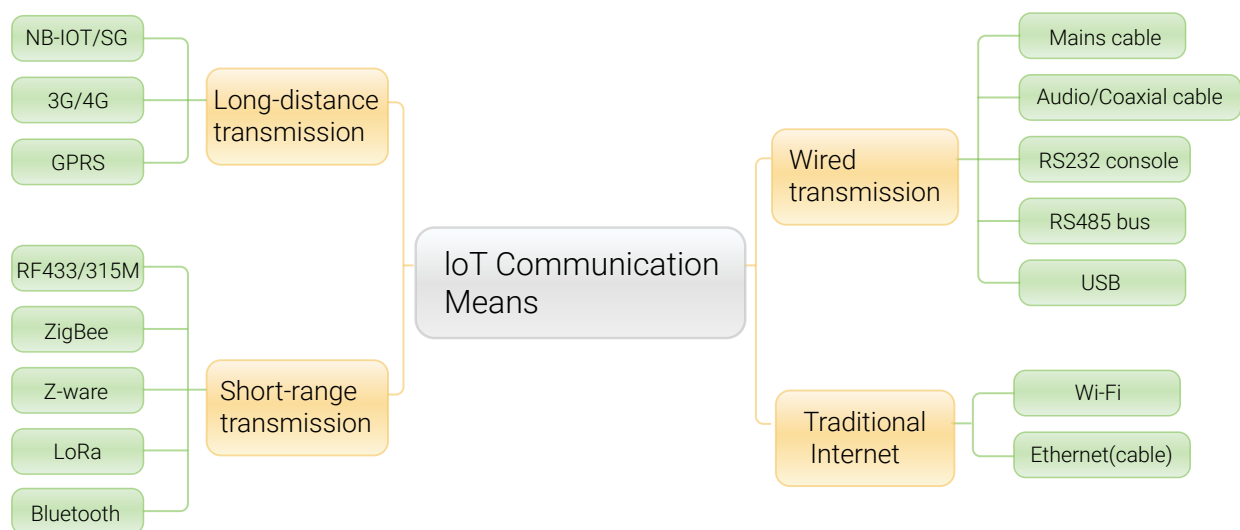 NB-IOT/SG
3G/4G
GPRS
Long-distance
transmission
RF433/315M
ZigBee
Z-ware
LoRa
Bluetooth
Short-range
transmission
IoT Communication
Means
Wired
transmission
Mains cable
Audio/Coaxial cable
RS232 console
RS485 bus
USB
Traditional
Internet
Wi-Fi
Ethernet(cable)